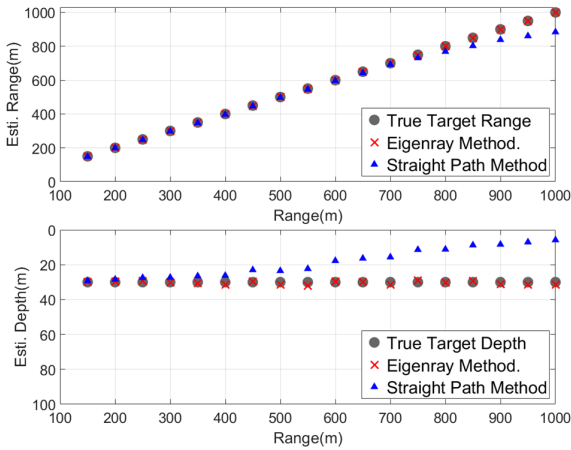 1000
800
600
400
200
0
Esti. Range(m)
True Target Range
Eigenray Method.
Straight Path Method
100 200 300 400 500 600 700 800 900 1000
Range(m)
0
20
40
60
80
100
Esti. Depth(m)
True Target Depth
Eigenray Method.
Straight Path Method
100 200 300 400 500 600 700 800 900 1000
Range(m)